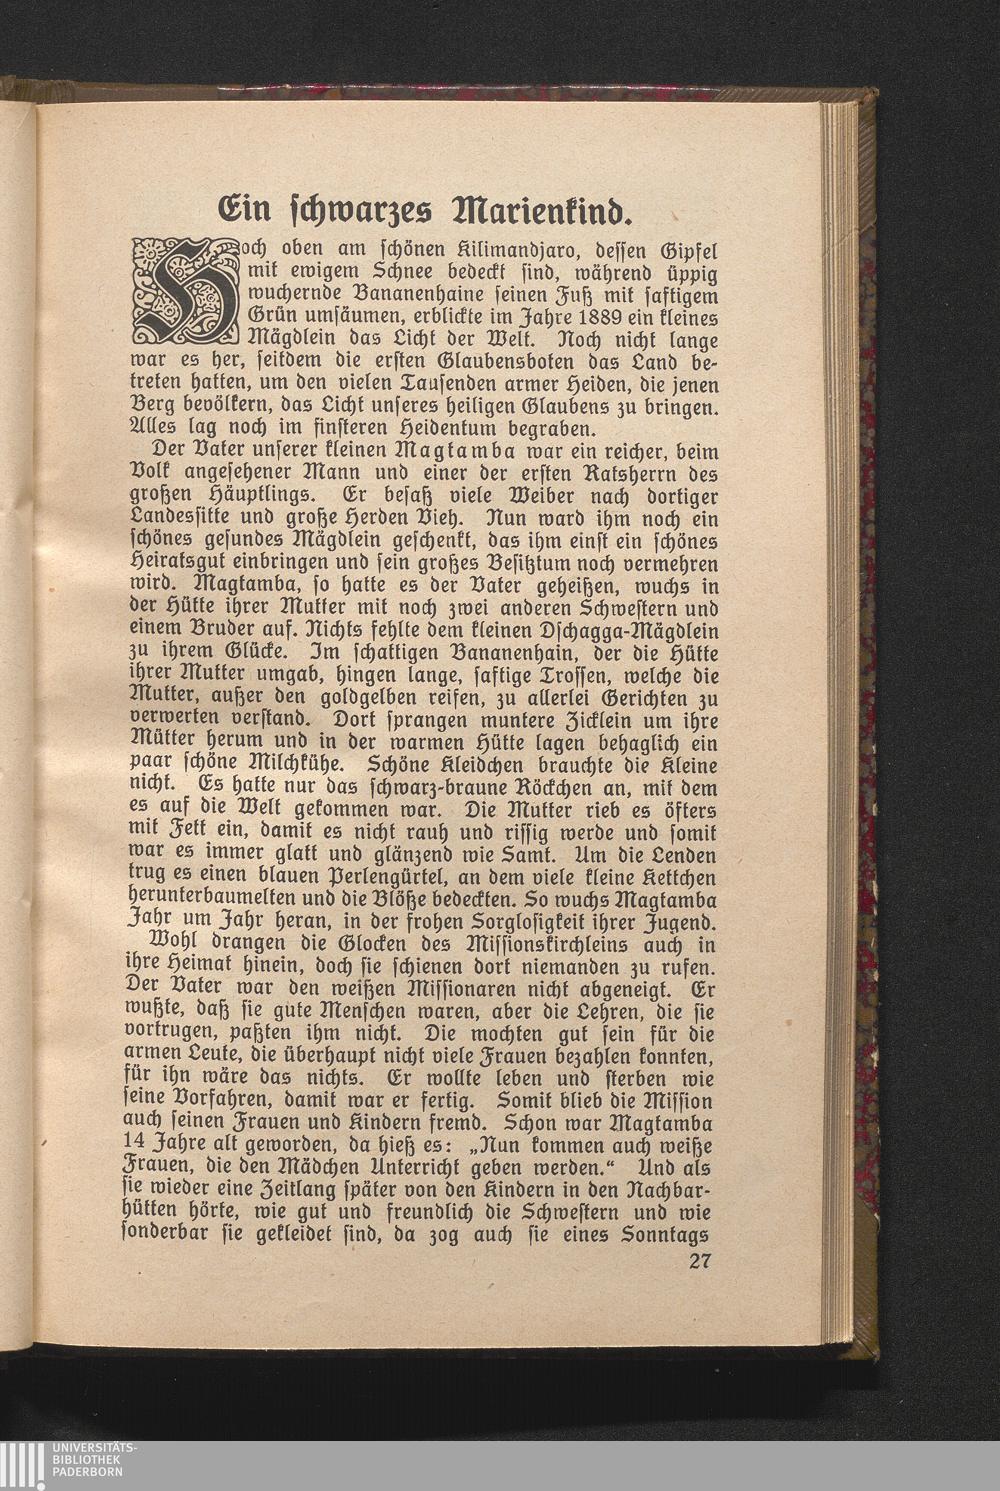 Ein schwarzes Marienkind.
Hoch oben am schönen Kilimandjaro, dessen Gipfel
mit ewigem Schnee bedeckt sind, während üppig
wuchernde Bananenhaine seinen Fuß mit saftigem
Grün umsäumen, erblickte im Jahre 1889 ein kleines
Mägdlein das Licht der Welt. Noch nicht lange
war es her, seitdem die ersten Glaubensboten das Land be-
treten hatten, um den vielen Tausenden armer Heiden, die jenen
Berg bevölkern, das Licht unseres heiligen Glaubens zu bringen.
Alles lag noch im finsteren Heidentum begraben.
Der Vater unserer kleinen Magtamba war ein reicher, beim
Volk angesehener Mann und einer der ersten Ratsherrn des
großen Häuptlings. Er besaß viele Weiber nach dortiger
Landessitte und große Herden Vieh. Nun ward ihm noch ein
schönes gesundes Mägdlein geschenkt, das ihm einst ein schönes
Heiratsgut einbringen und sein großes Besitztum noch vermehren
wird. Magtamba, so hatte es der Vater geheißen, wuchs in
der Hütte ihrer Mutter mit noch zwei anderen Schwestern und
einem Bruder auf. Nichts fehlte dem kleinen Dschagga-Mägdlein
zu ihrem Glücke. Im schattigen Bananenhain, der die Hütte
ihrer Mutter umgab, hingen lange, saftige Trossen, welche die
Mutter, außer den goldgelben reifen, zu allerlei Gerichten zu
verwerten verstand. Dort sprangen muntere Zicklein um ihre
Mütter herum und in der warmen Hütte lagen behaglich ein
paar schöne Milchkühe. Schöne Kleidchen brauchte die Kleine
nicht. Es hatte nur das schwarz-braune Röckchen an, mit dem
es auf die Welt gekommen war. Die Mutter rieb es öfters
mit Fett ein, damit es nicht rauh und rissig werde und somit
war es immer glatt und glänzend wie Samt. Um die Lenden
trug es einen blauen Perlengürtel, an dem viele kleine Kettchen
herunterbaumelten und die Blöße bedeckten. So wuchs Magtamba
Jahr um Jahr heran, in der frohen Sorglosigkeit ihrer Jugend.
Wohl drangen die Glocken des Missionskirchleins auch in
ihre Heimat hinein, doch sie schienen dort niemanden zu rufen.
Der Vater war den weißen Missionaren nicht abgeneigt. Er
wußte, daß sie gute Menschen waren, aber die Lehren, die sie
vortrugen, paßten ihm nicht. Die mochten gut sein für die
armen Leute, die überhaupt nicht viele Frauen bezahlen konnten,
für ihn wäre das nichts. Er wollte leben und sterben wie
seine Vorfahren, damit war er fertig. Somit blieb die Mission
auch seinen Frauen und Kindern fremd. Schon war Magtamba
14 Jahre alt geworden, da hieß es: „Nun kommen auch weiße
Frauen, die den Mädchen Unterricht geben werden.“ Und als
sie wieder eine Zeitlang später von den Kindern in den Nachbar-
hütten hörte, wie gut und freundlich die Schwestern und wie
sonderbar sie gekleidet sind, da zog auch sie eines Sonntags
27
UNIVERSITÄTS-
BIBLIOTHEK
PADERBORN